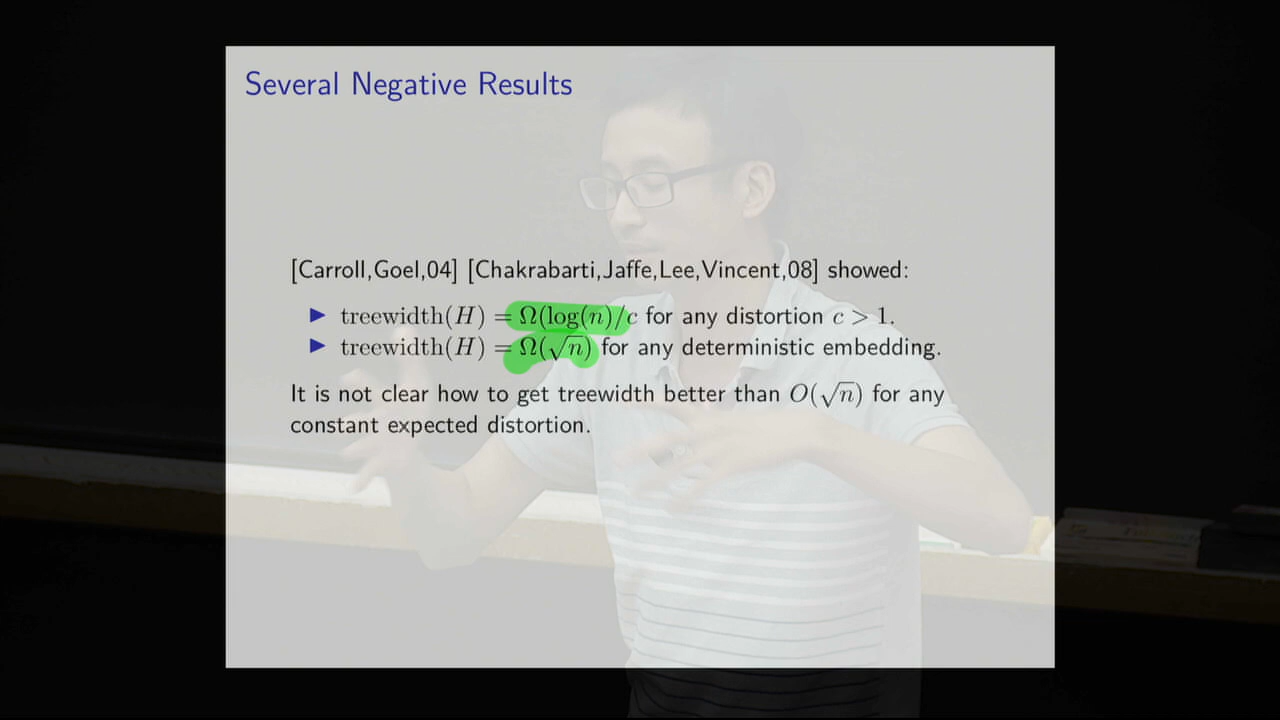 Several Negative Results
[Carroll,Goel,04] [Chakrabarti,Jaffe,Lee,Vincent,08] showed:
▶ treewidth(H) = Ω(log(n)/c for any distortion c > 1.
▶ treewidth(H) = Ω(√n) for any deterministic embedding.
It is not clear how to get treewidth better than O(√n) for any
constant expected distortion.